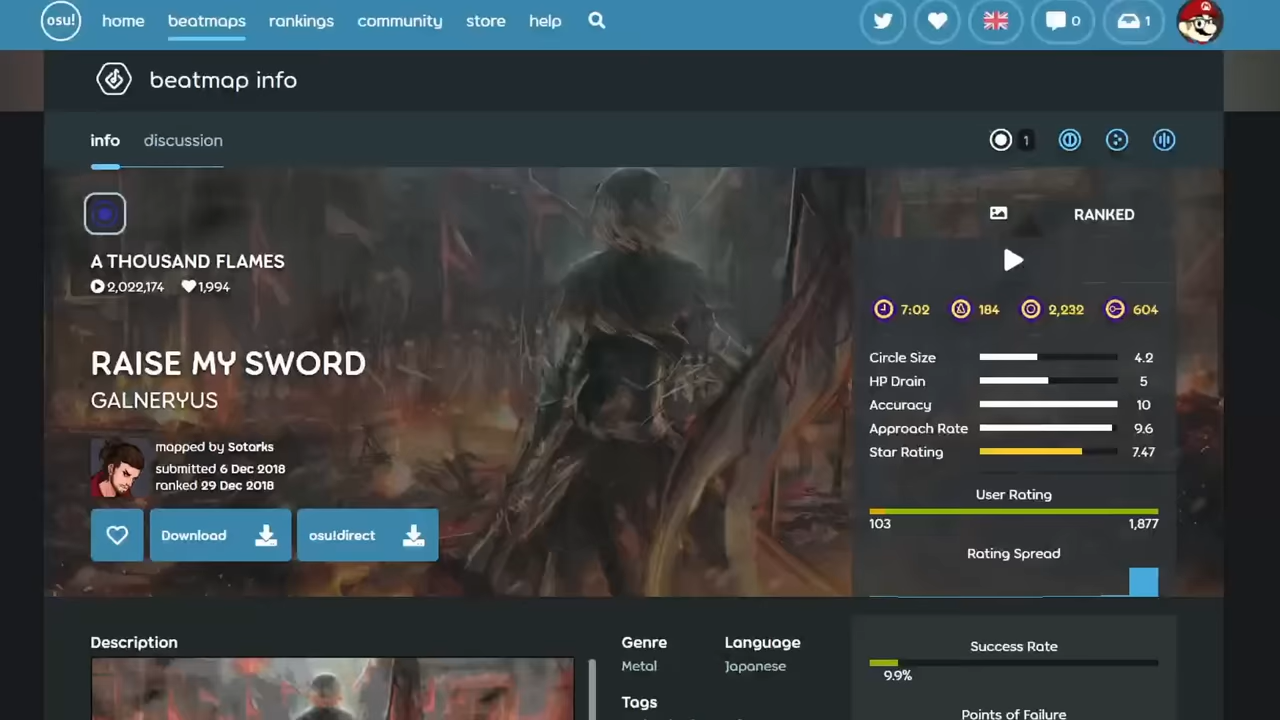 osu! home beatmaps rankings community store help 0 1
beatmap info
info discussion 1
RANKED
A THOUSAND FLAMES
2,022,174 1,994
7:02 184 2,232 604
RAISE MY SWORD
GALNERYUS
Circle Size 4.2
HP Drain 5
Accuracy 10
Approach Rate 9.6
Star Rating 7.47
mapped by Sotarks
submitted 6 Dec 2018
ranked 29 Dec 2018
User Rating
103 1,877
Download osu!direct
Rating Spread
Description
Genre Language
Metal Japanese
Tags
Success Rate
9.9%
Points of Failure